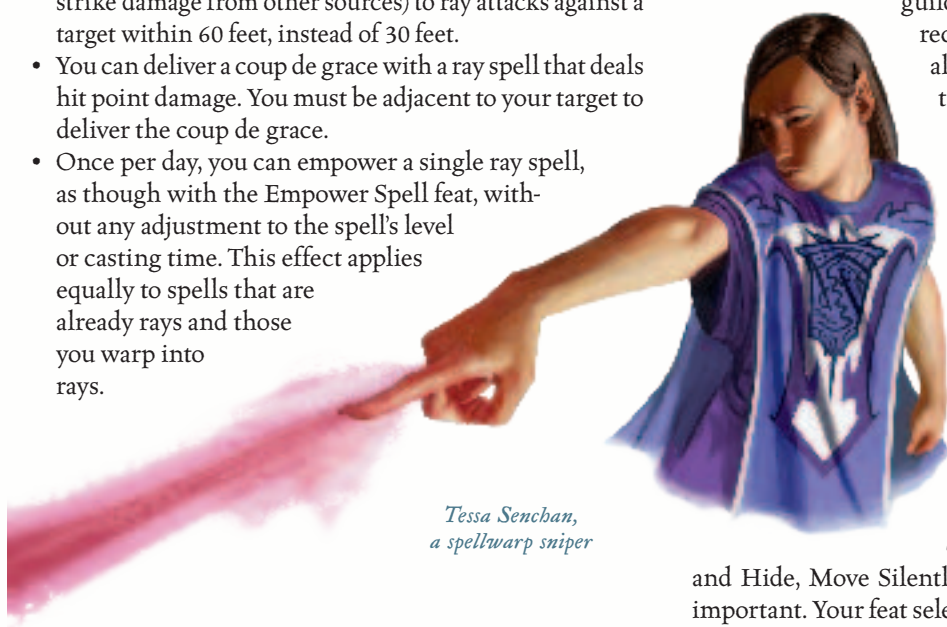 strike damage from other sources) to ray attacks against a
target within 60 feet, instead of 30 feet.
• You can deliver a coup de grace with a ray spell that deals
hit point damage. You must be adjacent to your target to
deliver the coup de grace.
• Once per day, you can empower a single ray spell,
as though with the Empower Spell feat, with-
out any adjustment to the spell's level
or casting time. This effect applies
equally to spells that are
already rays and those
you warp into
rays.
Tessa Senchan,
a spellwarp sniper
and Hide, Move Silentl
important. Your feat sele